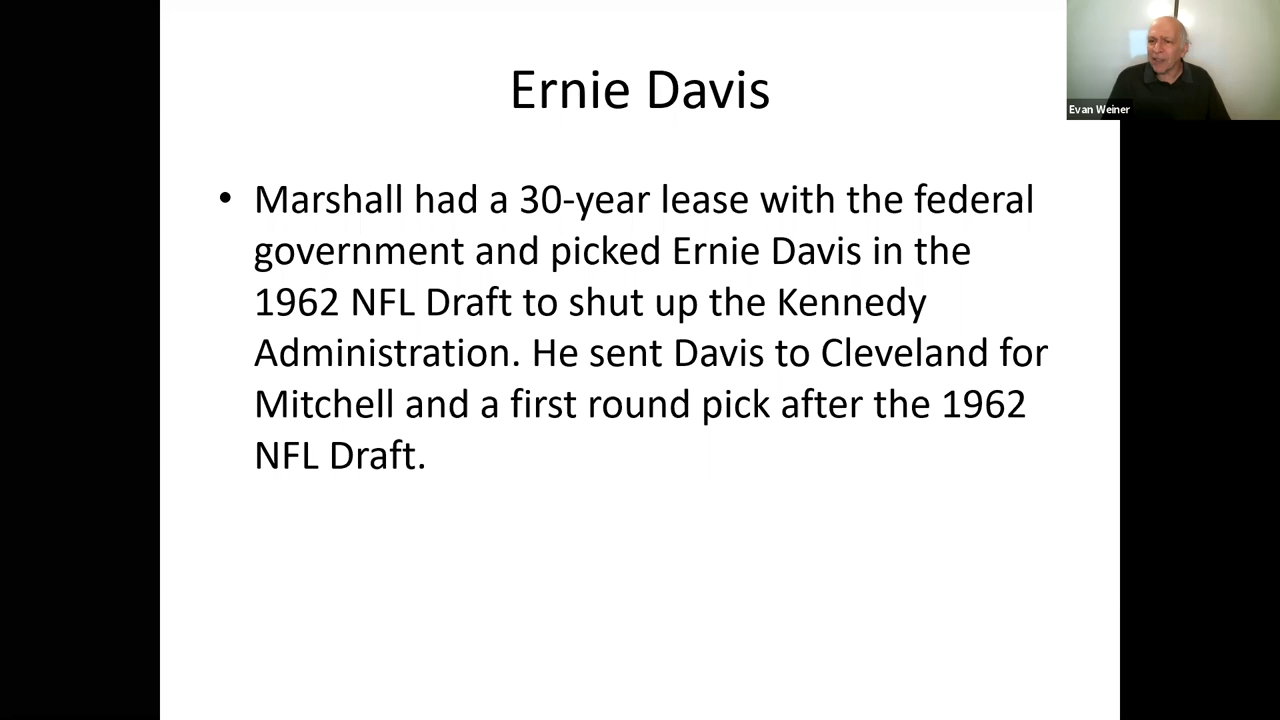 Ernie Davis
Evan Weiner
• Marshall had a 30-year lease with the federal
government and picked Ernie Davis in the
1962 NFL Draft to shut up the Kennedy
Administration. He sent Davis to Cleveland for
Mitchell and a first round pick after the 1962
NFL Draft.